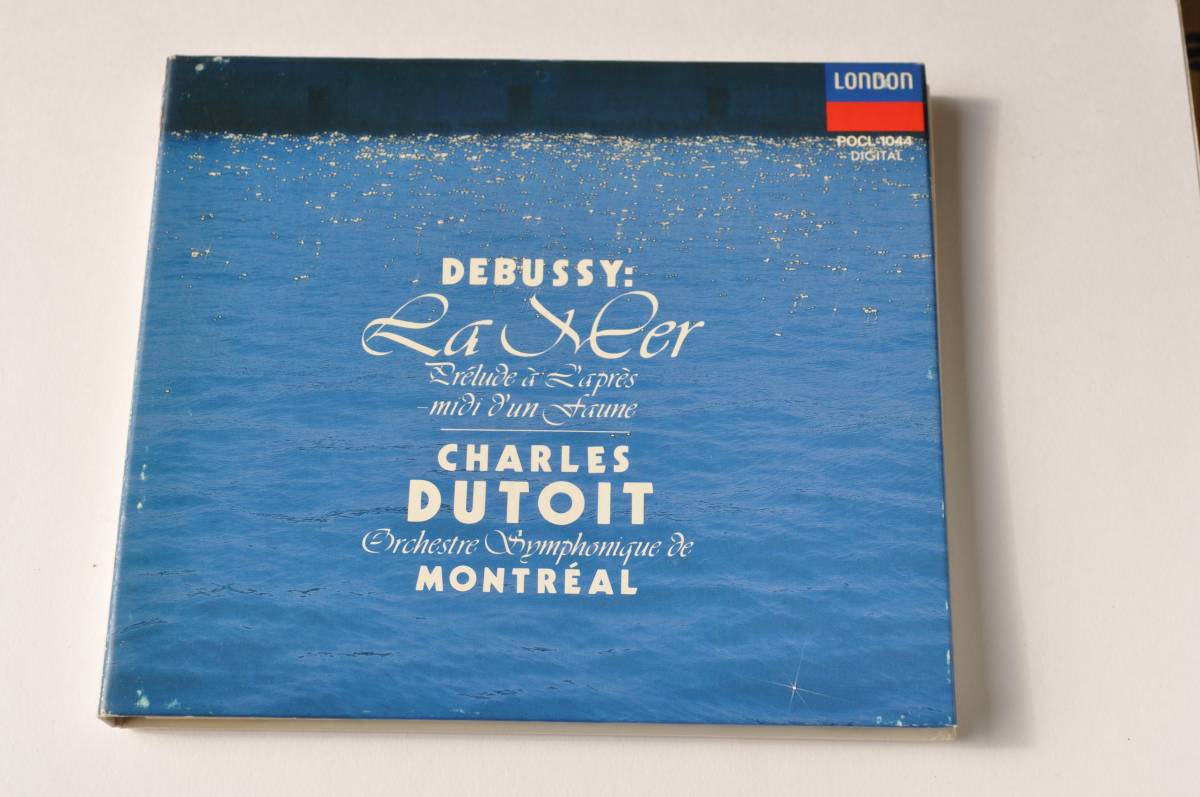 LONDON
POCL-1044
DIGITAL
DEBUSSY:
La Mer
Prélude à L'après
-midi d'un Faune
CHARLES
DUTOIT
Orchestre Symphonique de
MONTRÉAL